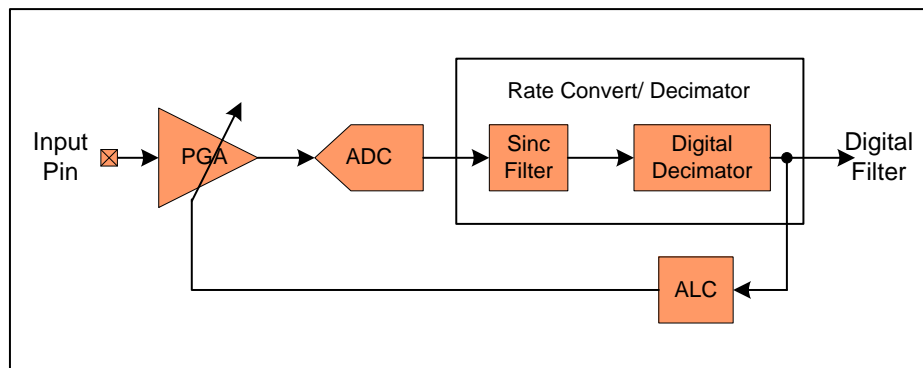 Rate Convert/ Decimator
Input
Pin
PGA
ADC
Sinc
Filter
Digital
Decimator
Digital
Filter
ALC